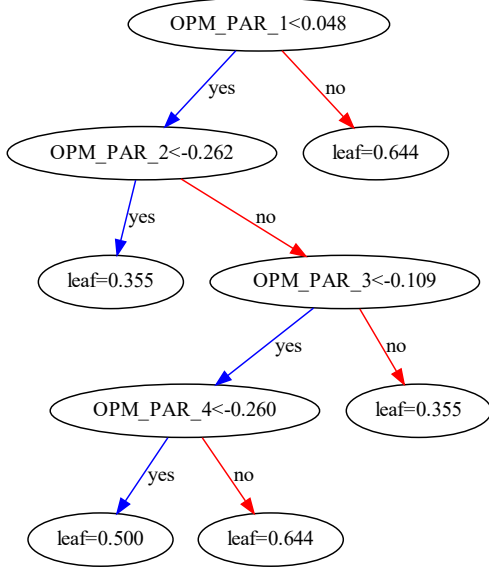 OPM_PAR_1<0.048
yes
no
OPM_PAR_2<-0.262
leaf=0.644
yes
no
leaf=0.355
OPM_PAR_3<-0.109
yes
no
OPM_PAR_4<-0.260
leaf=0.355
yes
no
leaf=0.500
leaf=0.644